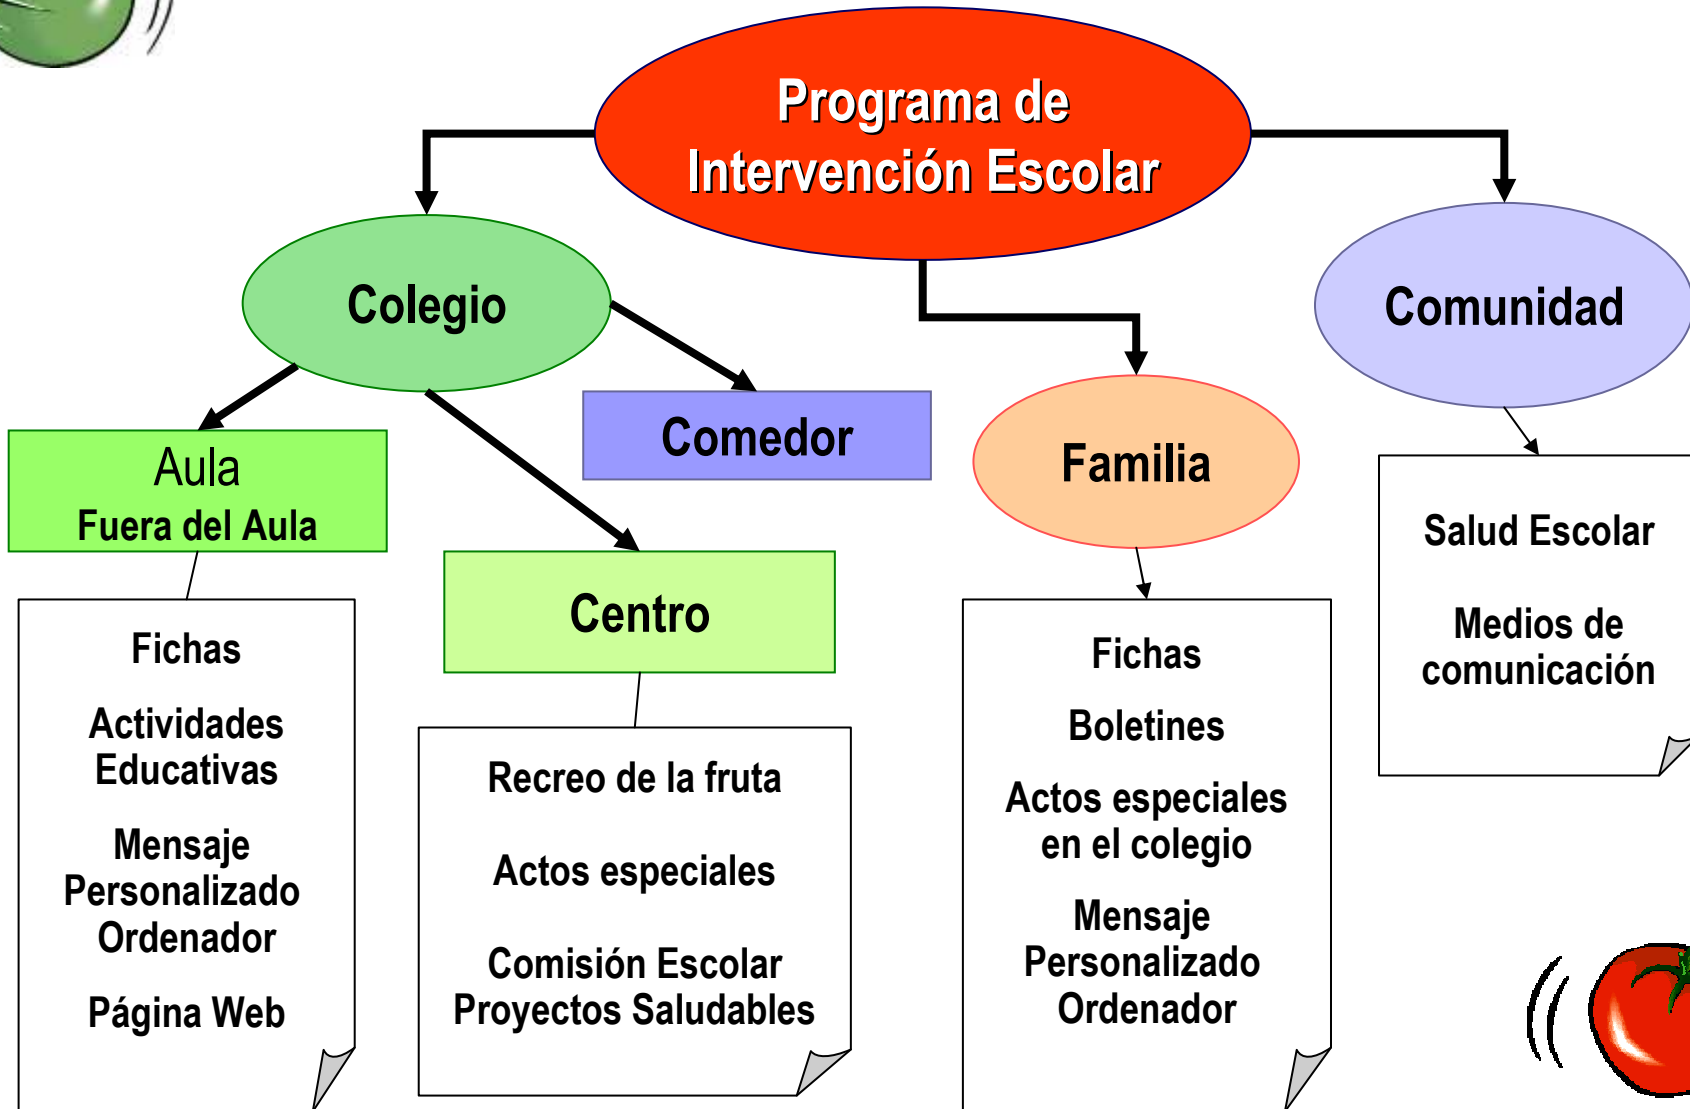 Programa de
Intervención Escolar
Colegio
Comunidad
Comedor
Familia
Aula
Fuera del Aula
Centro
Fichas
Actividades
Educativas
Mensaje
Personalizado
Ordenador
Página Web
Recreo de la fruta
Actos especiales
Comisión Escolar
Proyectos Saludables
Fichas
Boletines
Actos especiales
en el colegio
Mensaje
Personalizado
Ordenador
Salud Escolar
Medios de
comunicación